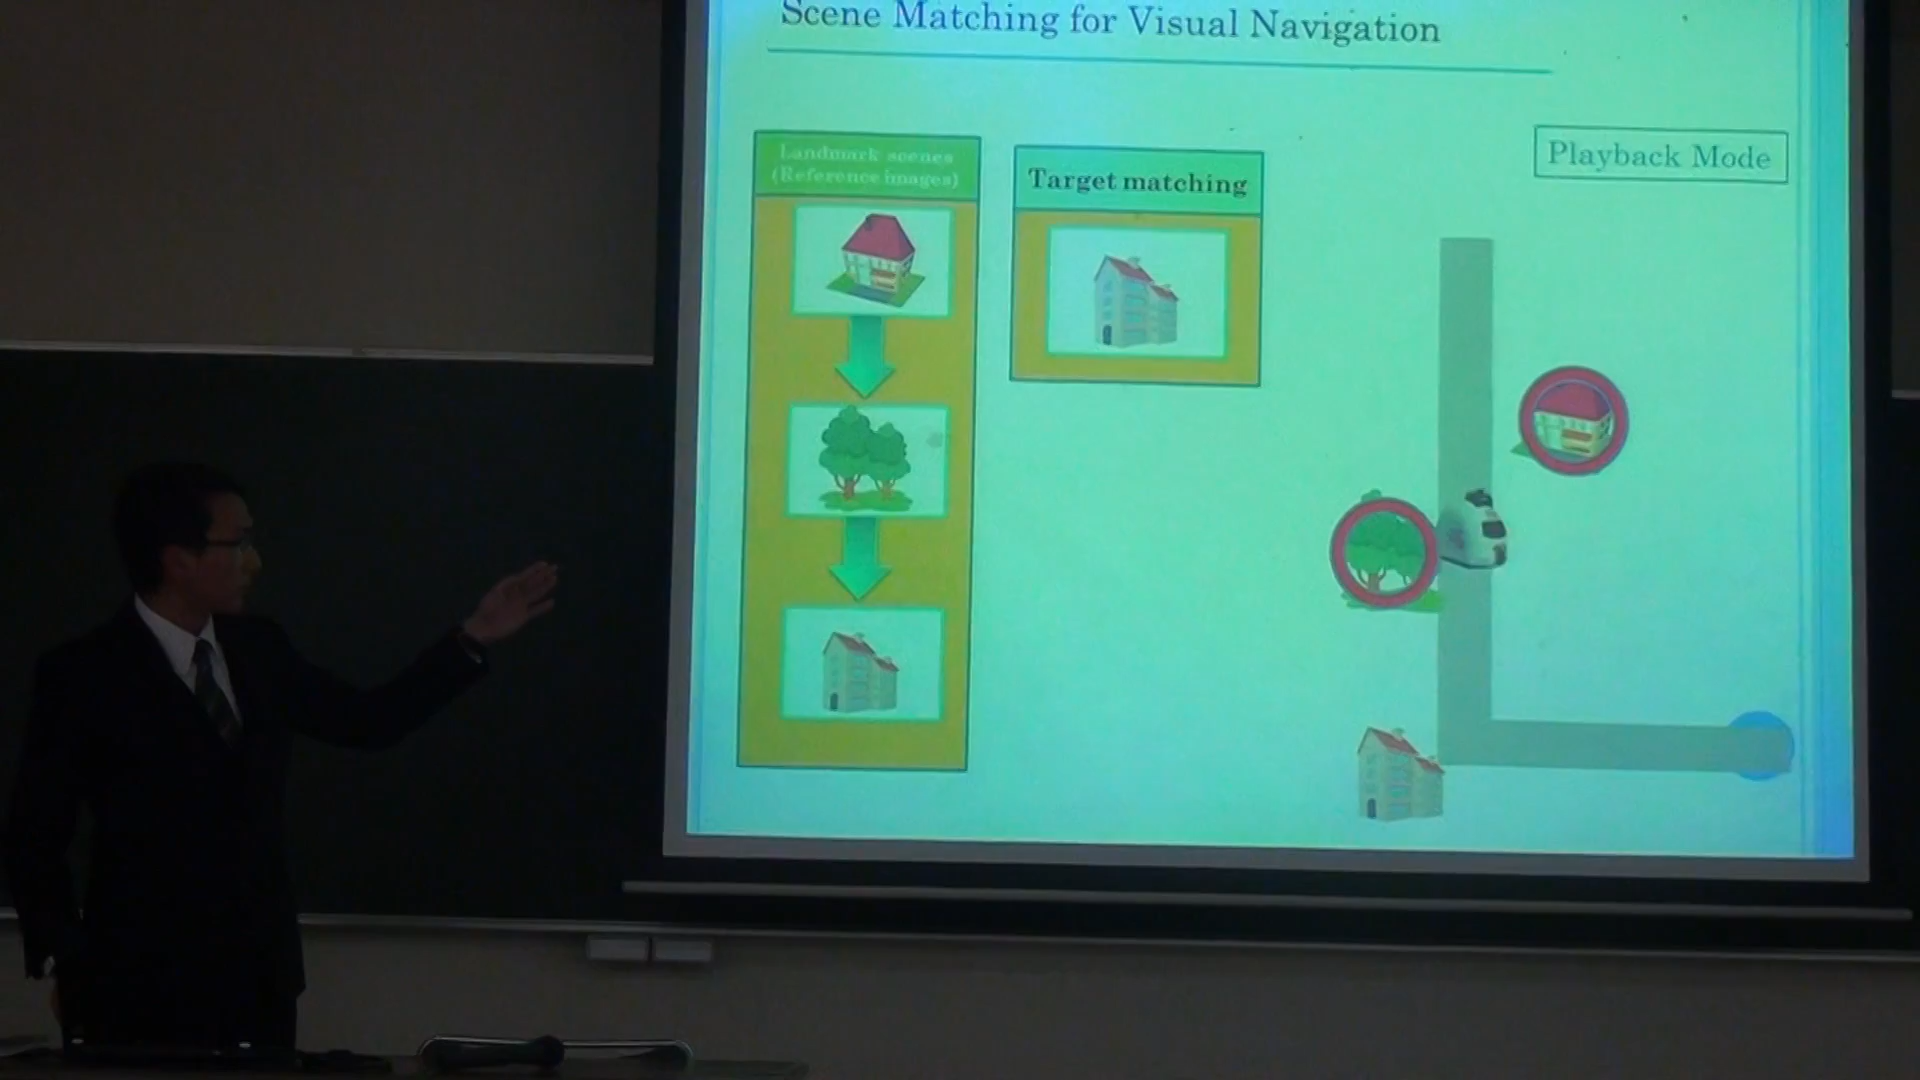 Scene Matching for Visual Navigation
Landmark scenes
(Reference images)
Target matching
Playback Mode